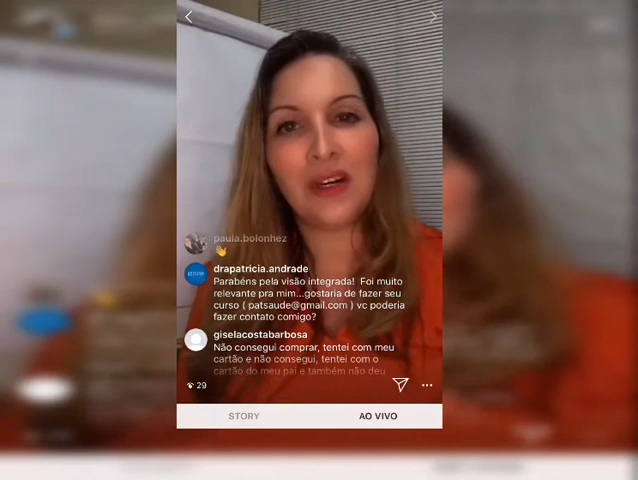 paula.bolonhez
👋
drapatricia.andrade
Parabéns pela visão integrada! Foi muito
relevante pra mim...gostaria de fazer seu
curso ( patsaude@gmail.com ) vc poderia
fazer contato comigo?
giselacostabarbosa
Não consegui comprar, tentei com meu
cartão e não consegui, tentei com o
cartão do meu pai e também não deu
29
STORY AO VIVO